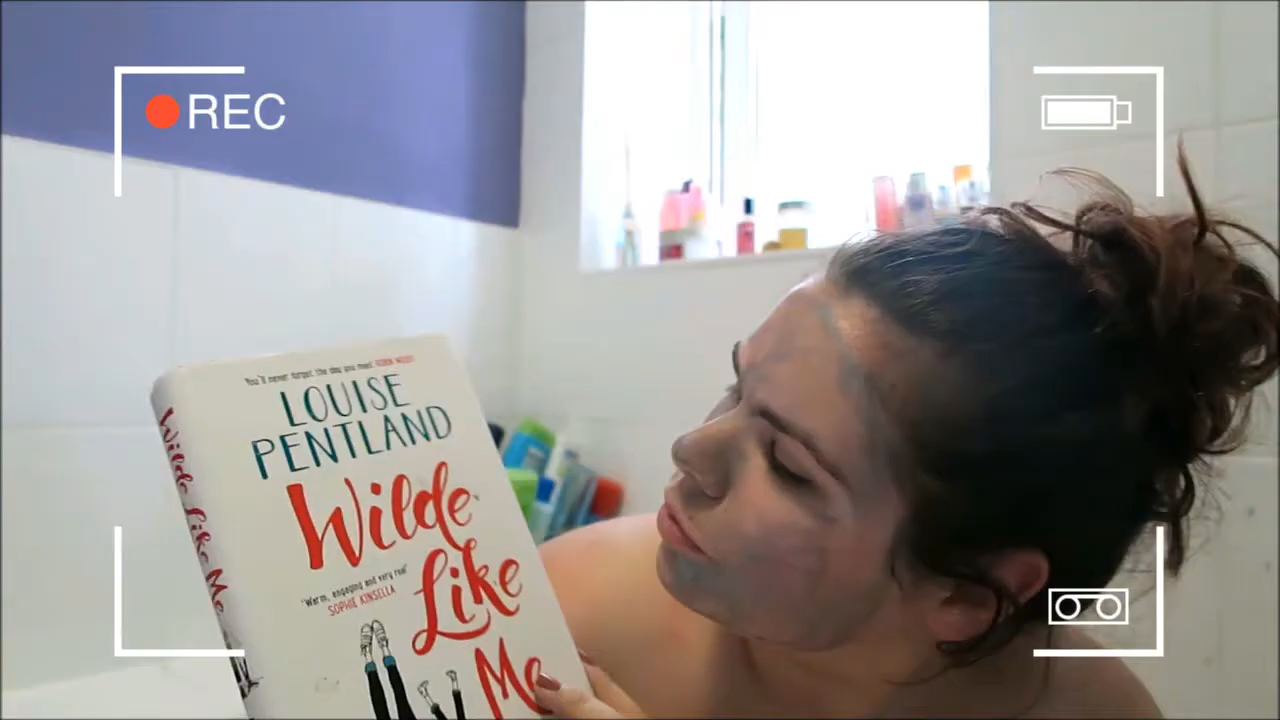 REC
You'll never forget the day you meet ROBIN WILDE!
LOUISE
PENTLAND
Wilde
Like
Me
'Warm, engaging and very real'
SOPHIE KINSELLA
Wilde Like Me